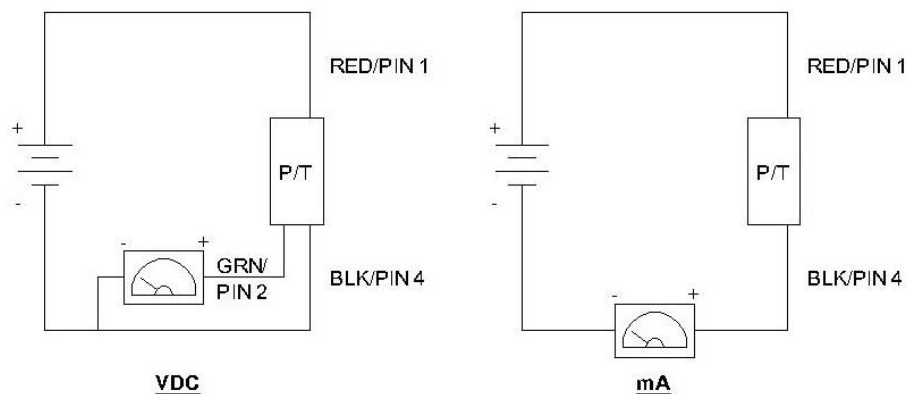 RED/PIN 1
+
P/T
-
-
+
GRN/
PIN 2
BLK/PIN 4
VDC
RED/PIN 1
+
P/T
-
BLK/PIN 4
-
+
mA